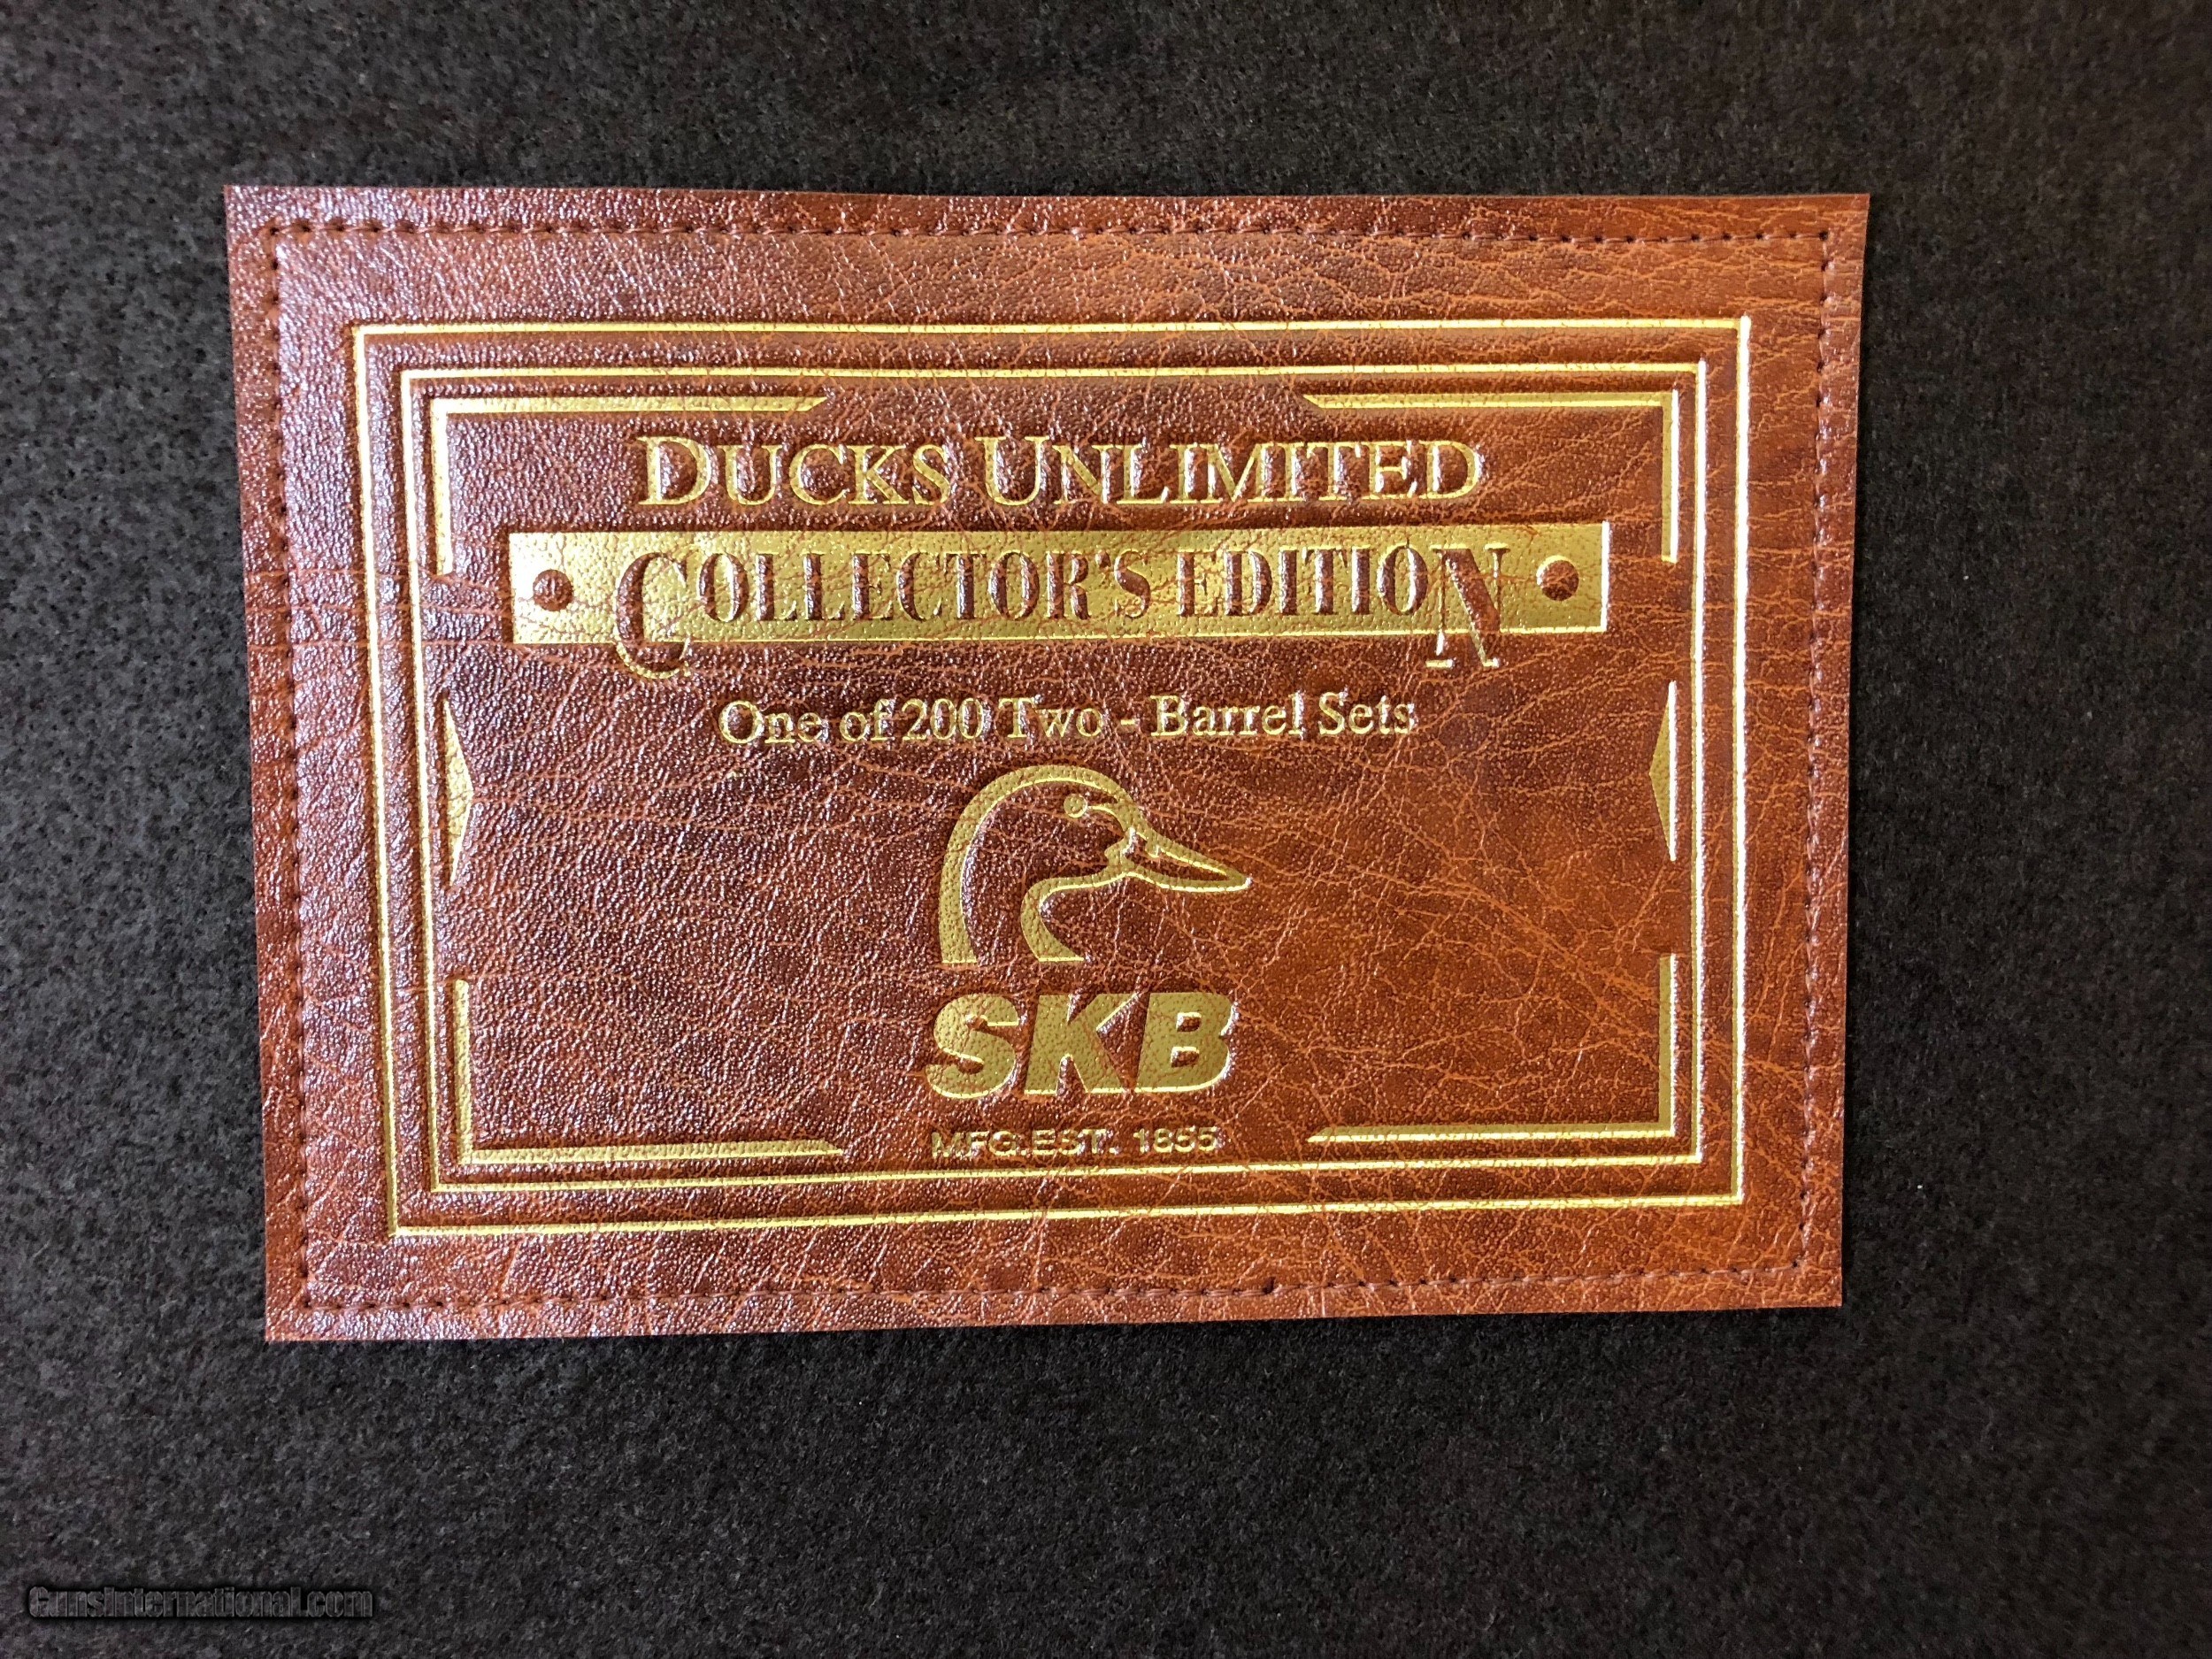 DUCKS UNLIMITED
• COLLECTOR'S EDITION •
One of 200 Two - Barrel Sets
SKB
MFG.EST. 1855
GunsInternational.com